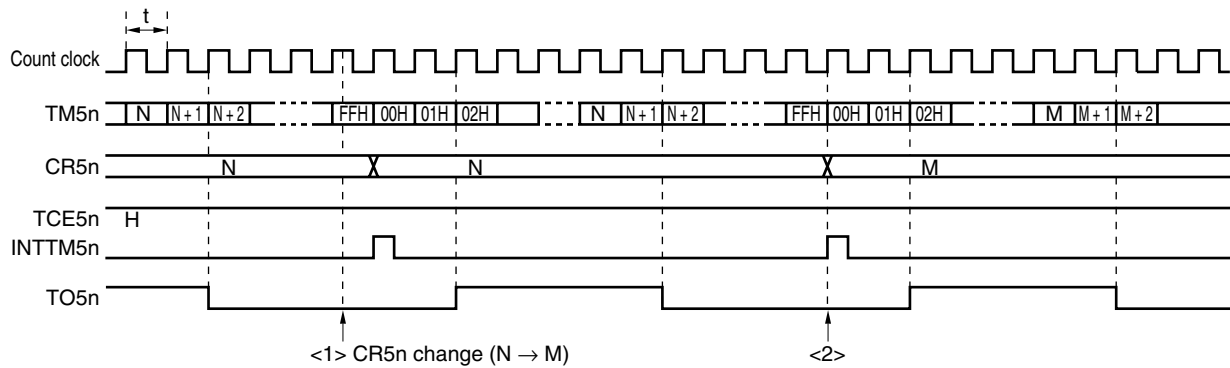 t
Count clock
TM5n N N + 1 N + 2 FFH 00H 01H 02H N N + 1 N + 2 FFH 00H 01H 02H M M + 1 M + 2
CR5n N N M
TCE5n H
INTTM5n
TO5n
<1> CR5n change (N → M) <2>